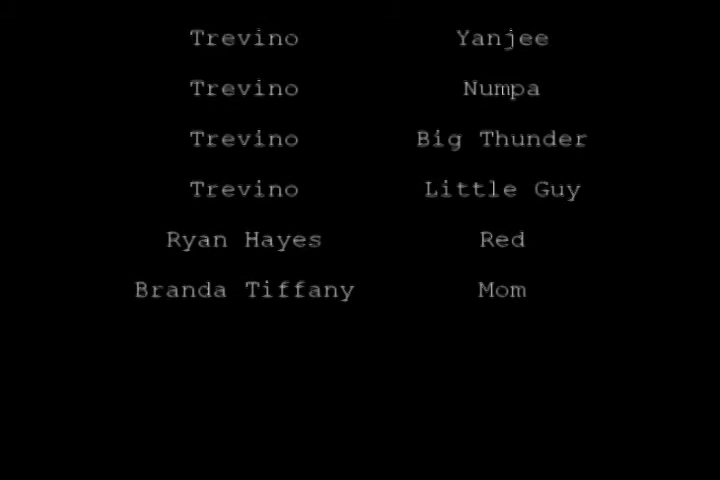 Trevino Yanjee
Trevino Numpa
Trevino Big Thunder
Trevino Little Guy
Ryan Hayes Red
Branda Tiffany Mom